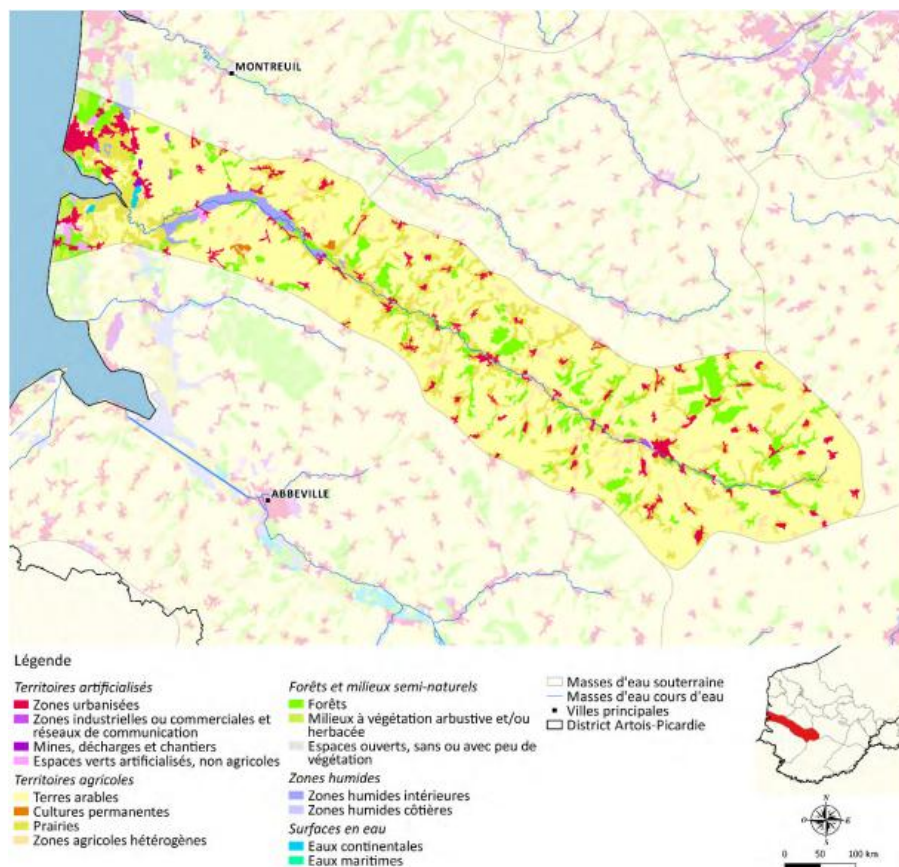 MONTREUIL
ABBEVILLE
Légende
Territoires artificialisés
Zones urbanisées
Zones industrielles ou commerciales et
réseaux de communication
Mines, décharges et chantiers
Espaces verts artificialisés, non agricoles
Territoires agricoles
Terres arables
Cultures permanentes
Prairies
Zones agricoles hétérogènes
Forêts et milieux semi-naturels
Forêts
Milieux à végétation arbustive et/ou
herbacée
Espaces ouverts, sans ou avec peu de
végétation
Zones humides
Zones humides intérieures
Zones humides côtières
Surfaces en eau
Eaux continentales
Eaux maritimes
Masses d'eau souterraine
Masses d'eau cours d'eau
Villes principales
District Artois-Picardie
N
O E
S
0 50 100 km